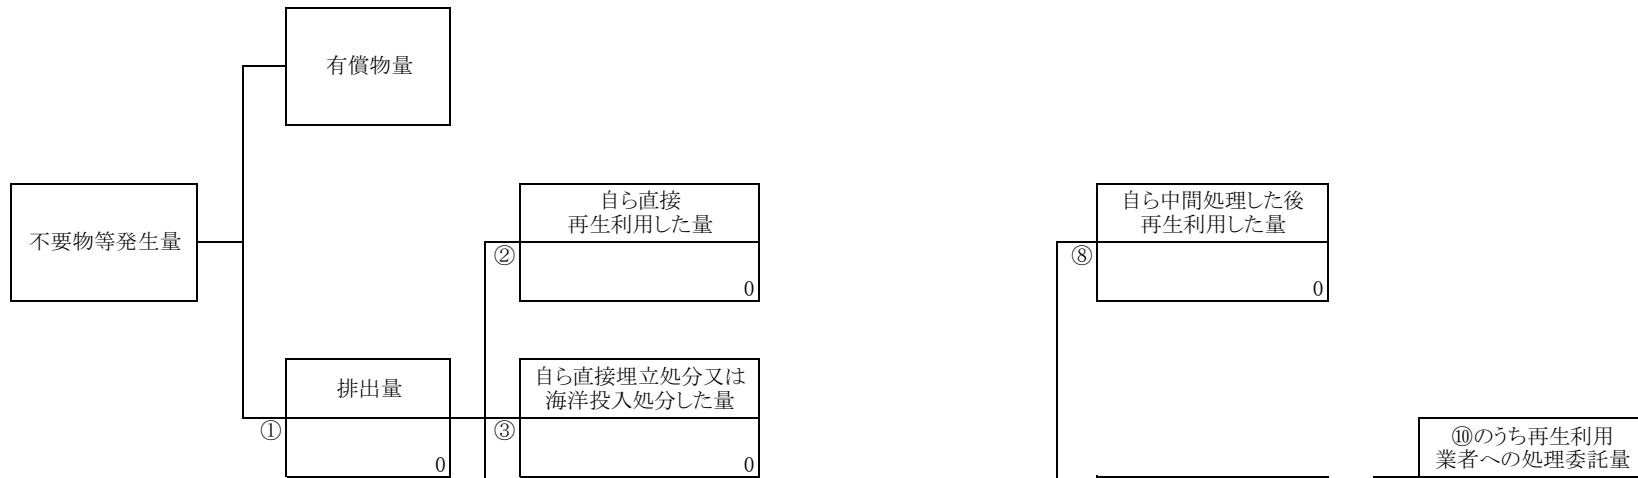 有償物量
不要物等発生量
自ら直接
再生利用した量
②
0
自ら中間処理した後
再生利用した量
⑧
0
排出量
①
0
自ら直接埋立処分又は
海洋投入処分した量
③
0
⑩のうち再生利用
業者への処理委託量